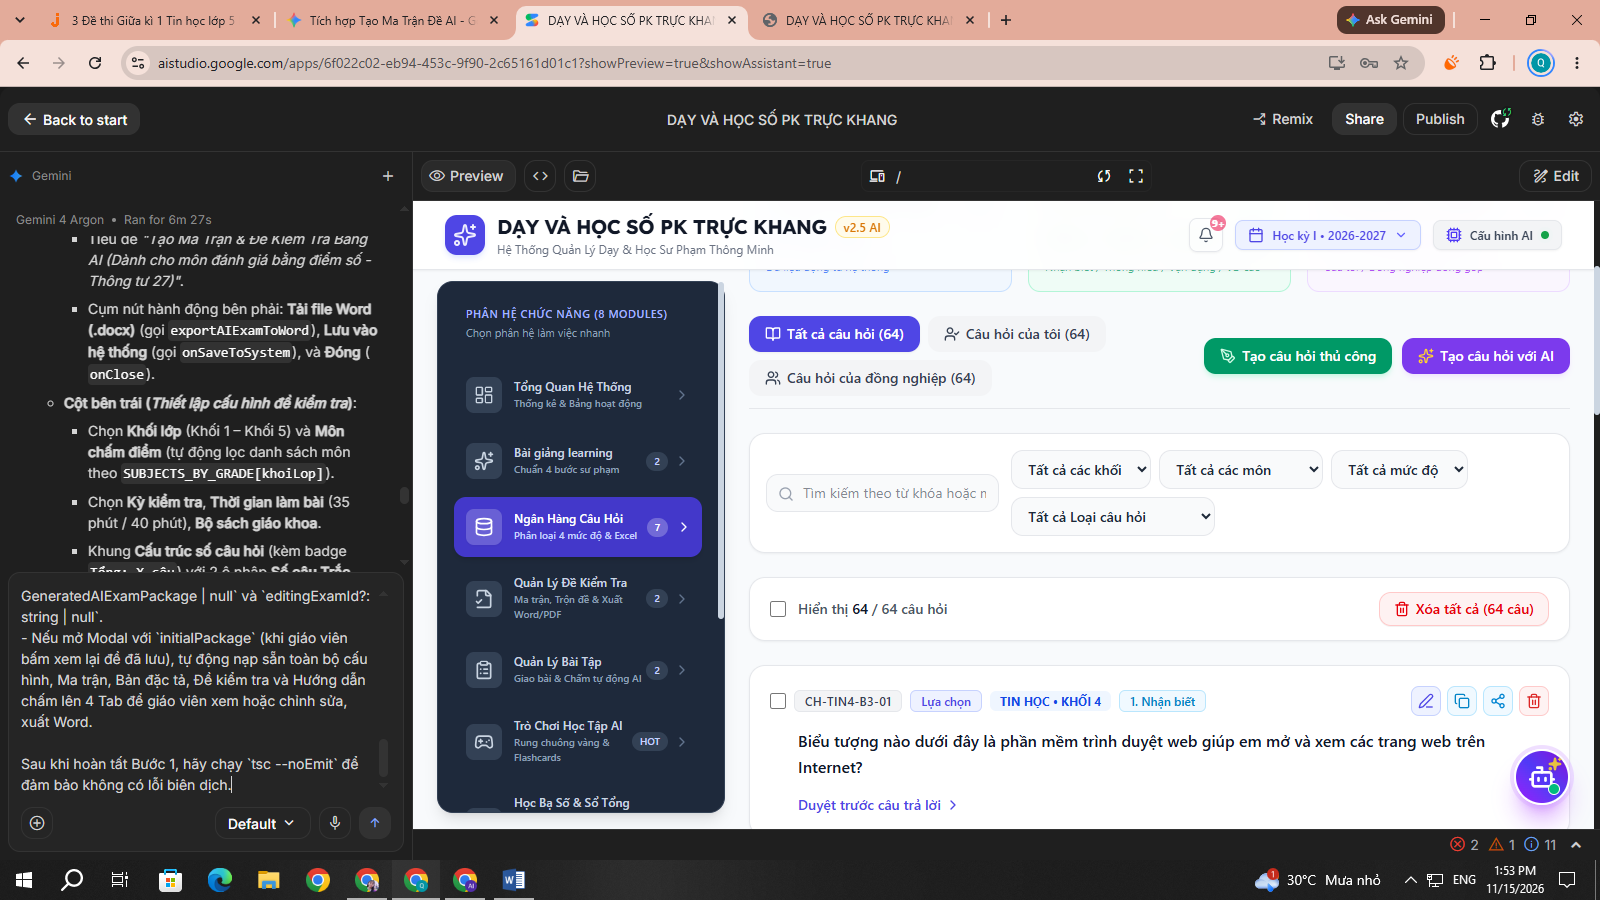 3 Đề thi Giữa kì 1 Tin học lớp 5
Tích hợp Tạo Ma Trận Đề AI - G
DẠY VÀ HỌC SỐ PK TRỰC KHA
DẠY VÀ HỌC SỐ PK TRỰC KHA
Ask Gemini
aistudio.google.com/apps/6f022c02-eb94-453c-9f90-2c65161d01c1?showPreview=true&showAssistant=true
Q
Back to start
DẠY VÀ HỌC SỐ PK TRỰC KHANG
Remix
Share
Publish
Gemini
Preview
/
Edit
Gemini 4 Argon • Ran for 6m 27s
Tiêu đề "Tạo Ma Trận & Đề Kiểm Tra Bằng
AI (Dành cho môn đánh giá bằng điểm số -
Thông tư 27)".
Cụm nút hành động bên phải: Tải file Word
(.docx) (gọi exportAIExamToWord), Lưu vào
hệ thống (gọi onSaveToSystem), và Đóng (
onClose).
Cột bên trái (Thiết lập cấu hình đề kiểm tra):
Chọn Khối lớp (Khối 1 – Khối 5) và Môn
chấm điểm (tự động lọc danh sách môn
theo SUBJECTS_BY_GRADE[khoiLop]).
Chọn Kỳ kiểm tra, Thời gian làm bài (35
phút / 40 phút), Bộ sách giáo khoa.
Khung Cấu trúc số câu hỏi (kèm badge
Tổng: X câu) với 2 ô nhập Số câu Trắc
GeneratedAIExamPackage | null` và `editingExamId?:
string | null`.
- Nếu mở Modal với `initialPackage` (khi giáo viên
bấm xem lại đề đã lưu), tự động nạp sẵn toàn bộ cấu
hình, Ma trận, Bản đặc tả, Đề kiểm tra và Hướng dẫn
chấm lên 4 Tab để giáo viên xem hoặc chỉnh sửa,
xuất Word.
Sau khi hoàn tất Bước 1, hãy chạy `tsc --noEmit` để
đảm bảo không có lỗi biên dịch.
Default
DẠY VÀ HỌC SỐ PK TRỰC KHANG
v2.5 AI
Hệ Thống Quản Lý Dạy & Học Sư Phạm Thông Minh
9+
Học kỳ I • 2026-2027
Cấu hình AI
PHÂN HỆ CHỨC NĂNG (8 MODULES)
Chọn phân hệ làm việc nhanh
Tổng Quan Hệ Thống
Thống kê & Bảng hoạt động
Bài giảng learning
Chuẩn 4 bước sư phạm
2
Ngân Hàng Câu Hỏi
Phân loại 4 mức độ & Excel
7
Quản Lý Đề Kiểm Tra
Ma trận, Trộn đề & Xuất
Word/PDF
2
Quản Lý Bài Tập
Giao bài & Chấm tự động AI
2
Trò Chơi Học Tập AI
Rung chuông vàng &
Flashcards
HOT
Học Bạ Số & Sổ Tổng
Tất cả câu hỏi (64)
Câu hỏi của tôi (64)
Câu hỏi của đồng nghiệp (64)
Tạo câu hỏi thủ công
Tạo câu hỏi với AI
Tìm kiếm theo từ khóa hoặc n
Tất cả các khối
Tất cả các môn
Tất cả mức độ
Tất cả Loại câu hỏi
Hiển thị 64 / 64 câu hỏi
Xóa tất cả (64 câu)
CH-TIN4-B3-01
Lựa chọn
TIN HỌC • KHỐI 4
1. Nhận biết
Biểu tượng nào dưới đây là phần mềm trình duyệt web giúp em mở và xem các trang web trên
Internet?
Duyệt trước câu trả lời
2
1
11
1
30°C Mưa nhỏ
ENG
1:53 PM
11/15/2026